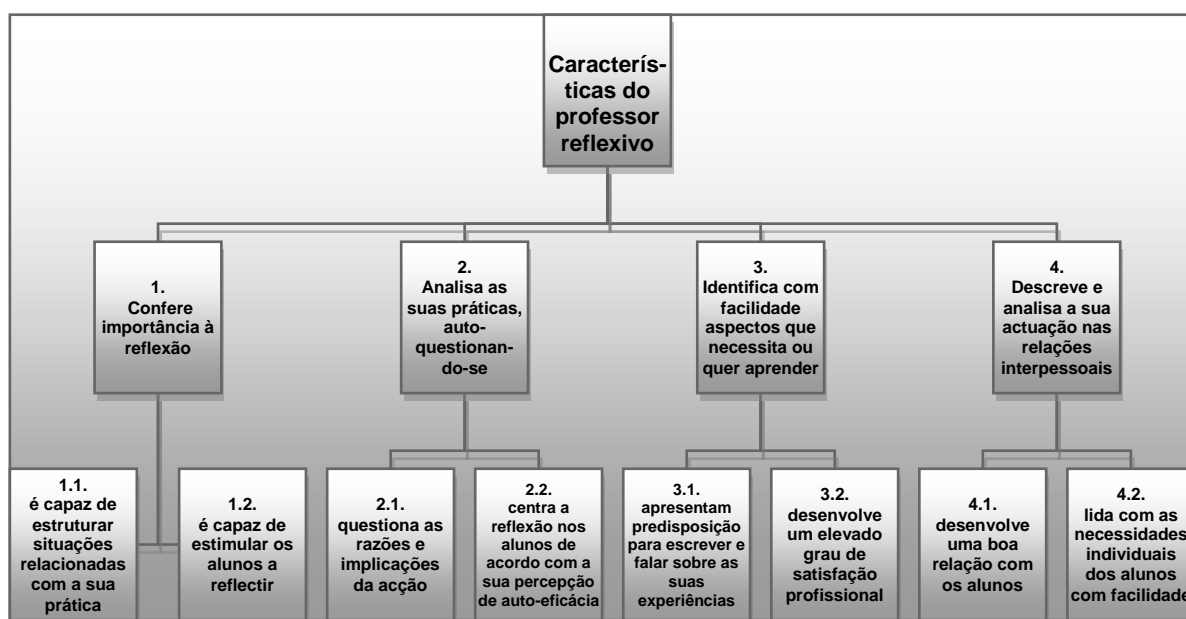 Caracterís-
ticas do
professor
reflexivo
1.
Confere
importância à
reflexão
2.
Analisa as
suas práticas,
auto-
questionan-
do-se
3.
Identifica com
facilidade
aspectos que
necessita ou
quer aprender
4.
Descreve e
analisa a sua
actuação nas
relações
interpessoais
1.1.
é capaz de
estruturar
situações
relacionadas
com a sua
prática
1.2.
é capaz de
estimular os
alunos a
reflectir
2.1.
questiona as
razões e
implicações
da acção
2.2.
centra a
reflexão nos
alunos de
acordo com a
sua percepção
de auto-eficácia
3.1.
apresentam
predisposição
para escrever e
falar sobre as
suas
experiências
3.2.
desenvolve
um elevado
grau de
satisfação
profissional
4.1.
desenvolve
uma boa
relação com
os alunos
4.2.
lida com as
necessidades
individuais
dos alunos
com facilidade